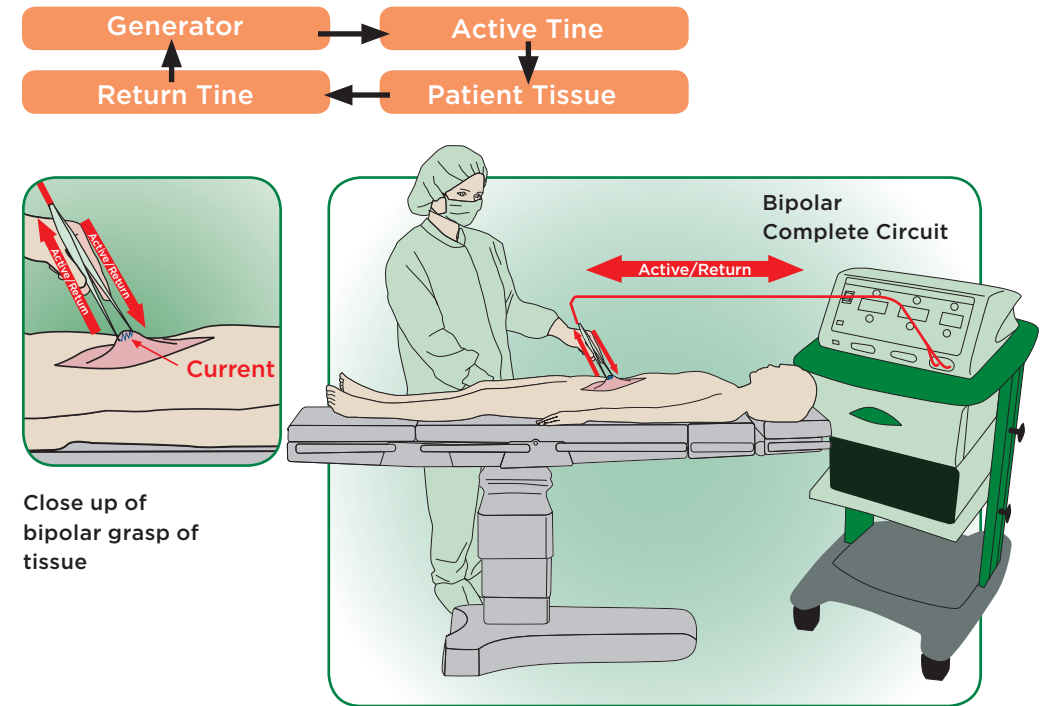 Generator
Active Tine
Return Tine
Patient Tissue
Active/Return
Active/Return
Current
Close up of
bipolar grasp of
tissue
Bipolar
Complete Circuit
Active/Return